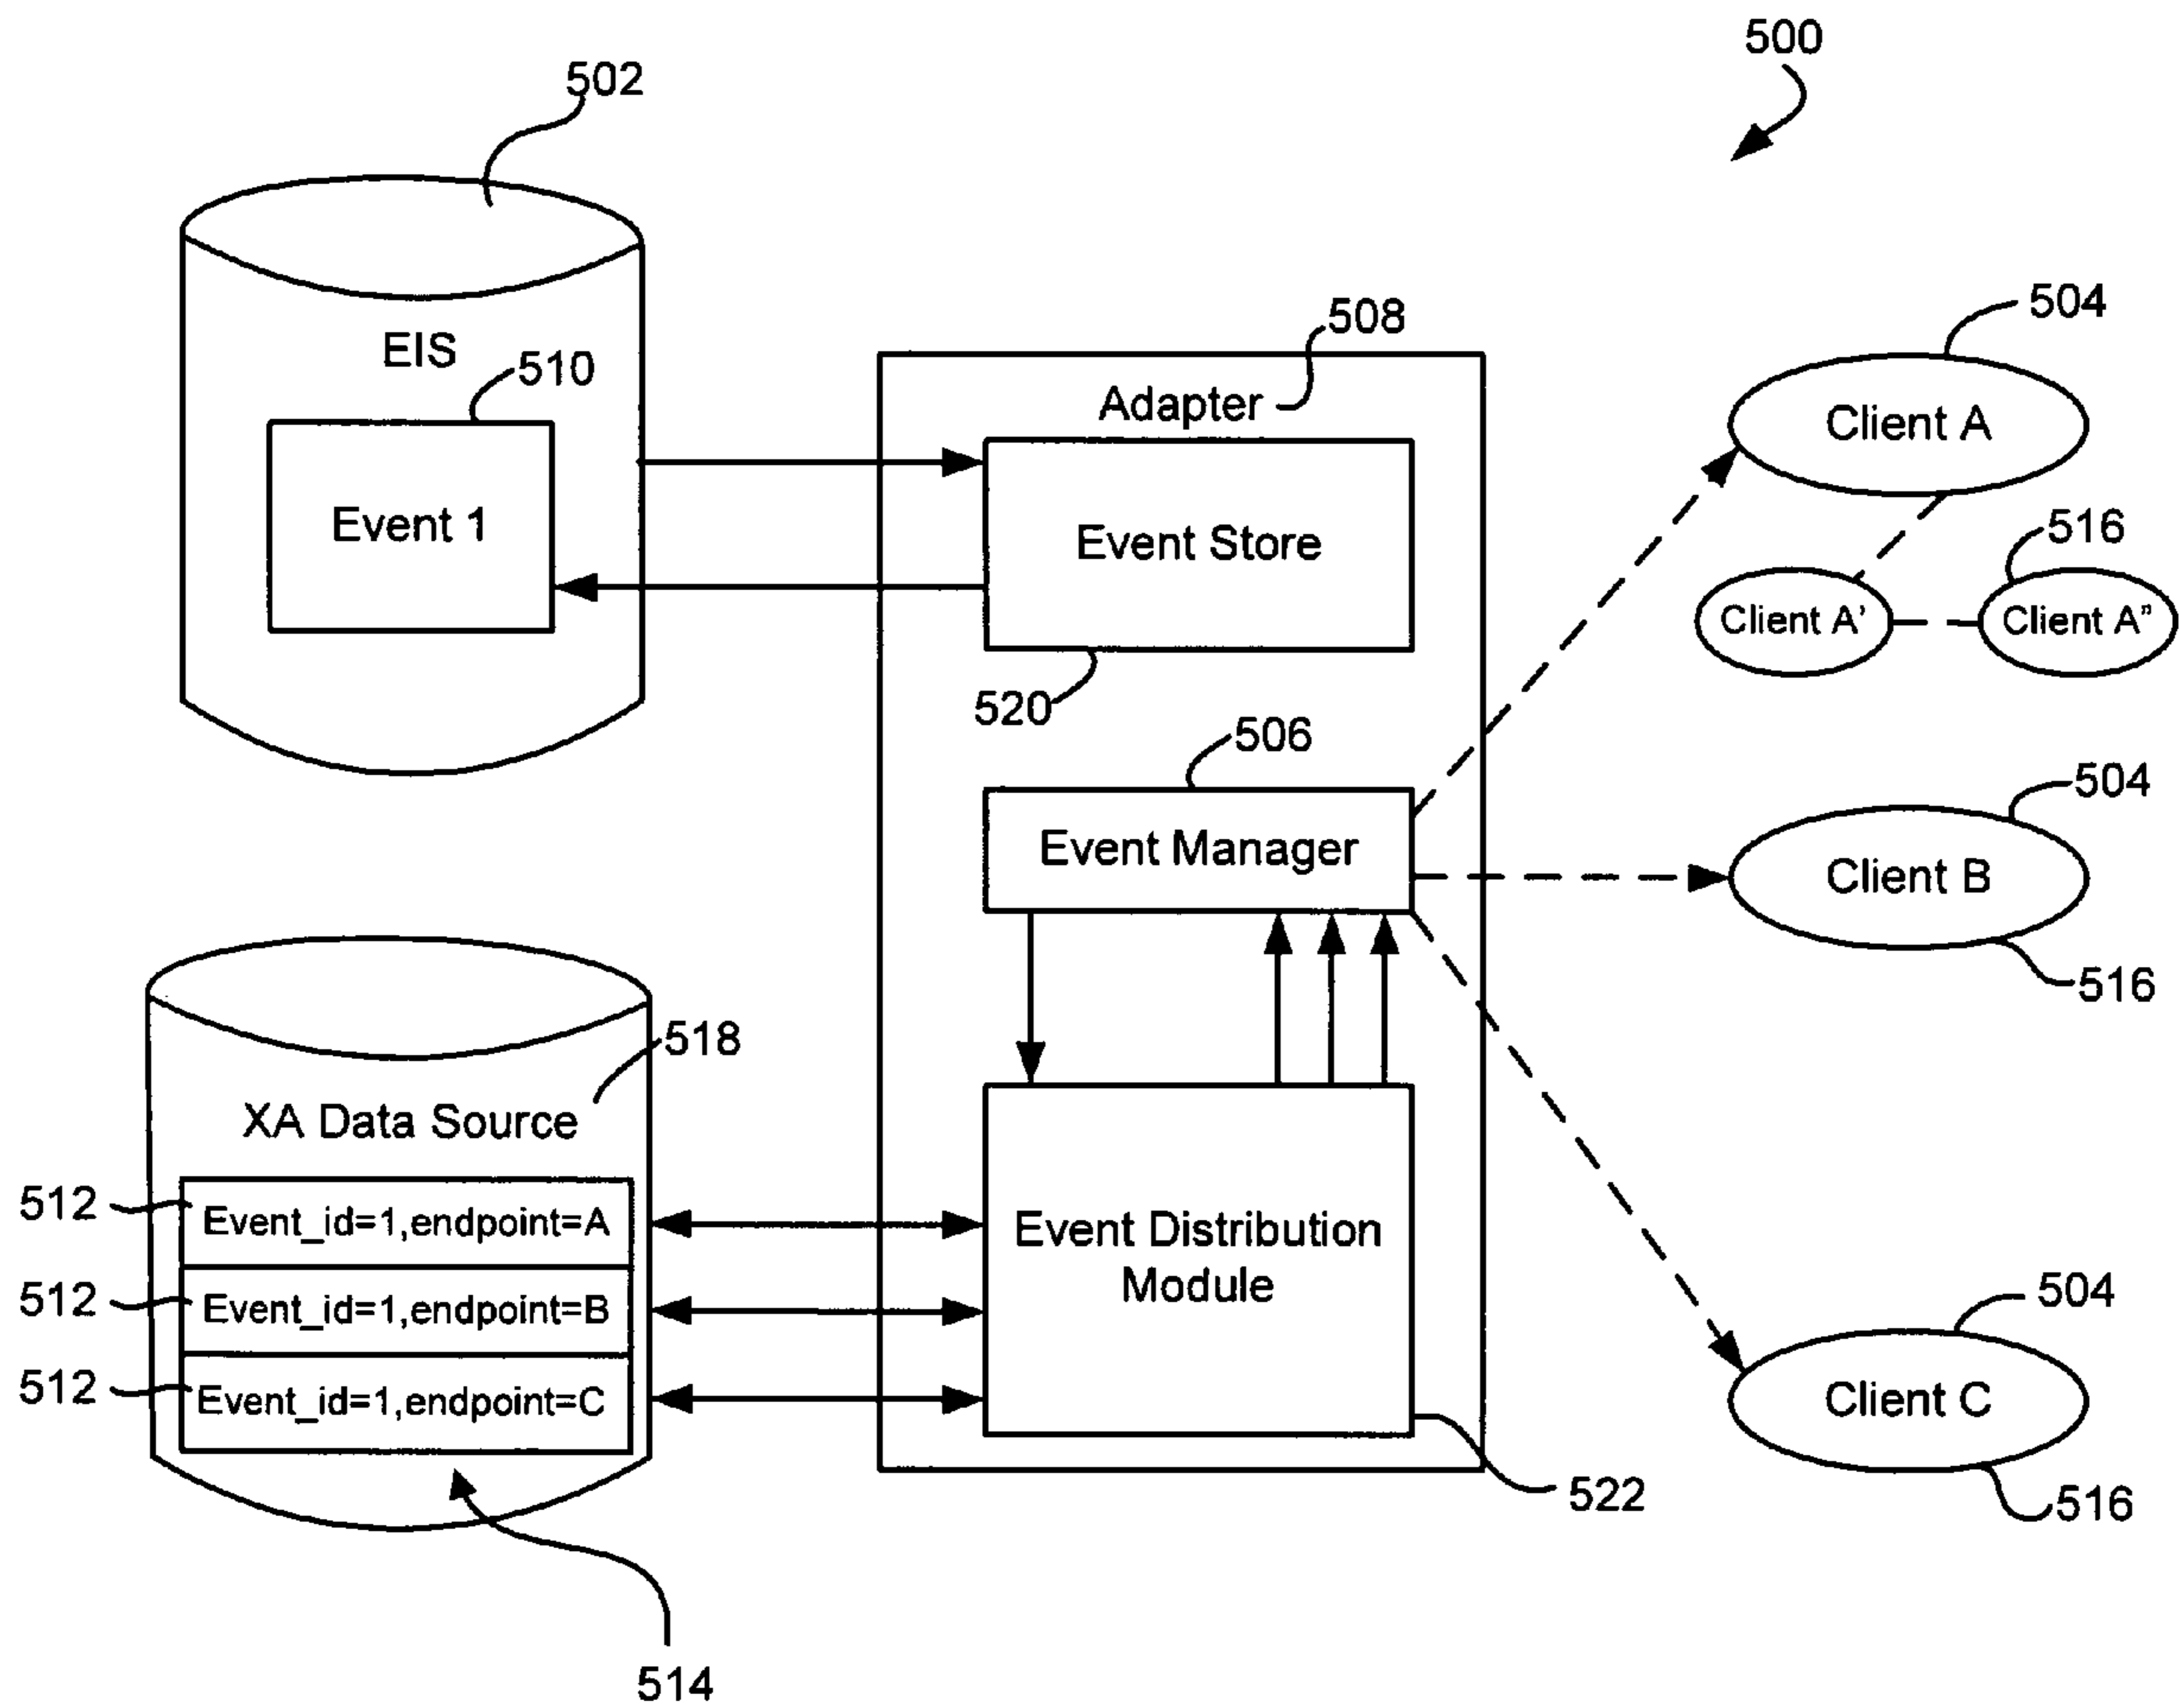 500
502
504
508
EIS
510
Adapter
Client A
Event 1
Event Store
516
Client A'
Client A"
520
506
504
Event Manager
Client B
516
518
XA Data Source
512
Event_id=1,endpoint=A
Event Distribution
Module
512
Event_id=1,endpoint=B
504
512
Event_id=1,endpoint=C
Client C
522
516
514